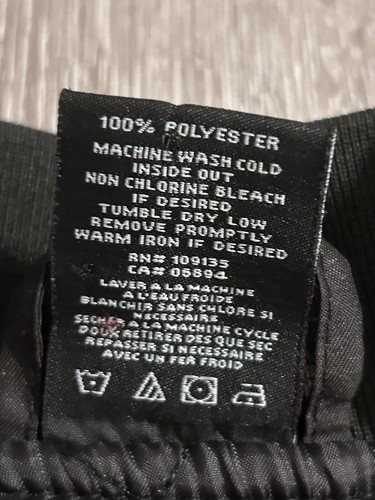 100% POLYESTER
MACHINE WASH COLD
INSIDE OUT
NON CHLORINE BLEACH
IF DESIRED
TUMBLE DRY LOW
REMOVE PROMPTLY
WARM IRON IF DESIRED
RN# 109135
CA# 05894
LAVER A LA MACHINE
A L'EAU FROIDE
BLANCHIR SANS CHLORE SI
NECESSAIRE
SECHER A LA MACHINE CYCLE
DOUX RETIRER DES QUE SEC
REPASSER SI NECESSAIRE
AVEC UN FER FROID